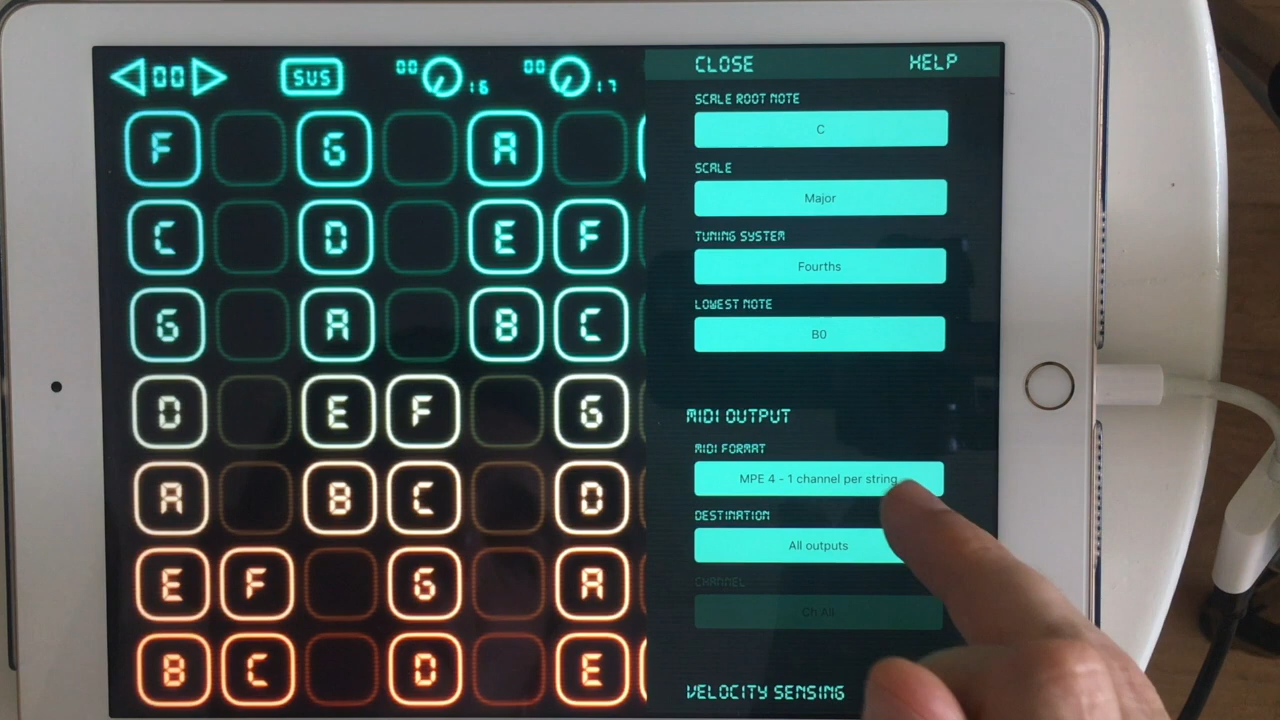 00 SUS 00 16 00 17
F G A
C D E F
G A B C
D E F G
A B C D
E F G A
B C D E
CLOSE HELP
SCALE ROOT NOTE
C
SCALE
Major
TUNING SYSTEM
Fourths
LOWEST NOTE
B0
MIDI OUTPUT
MIDI FORMAT
MPE 4 - 1 channel per string
DESTINATION
All outputs
CHANNEL
Ch All
VELOCITY SENSING